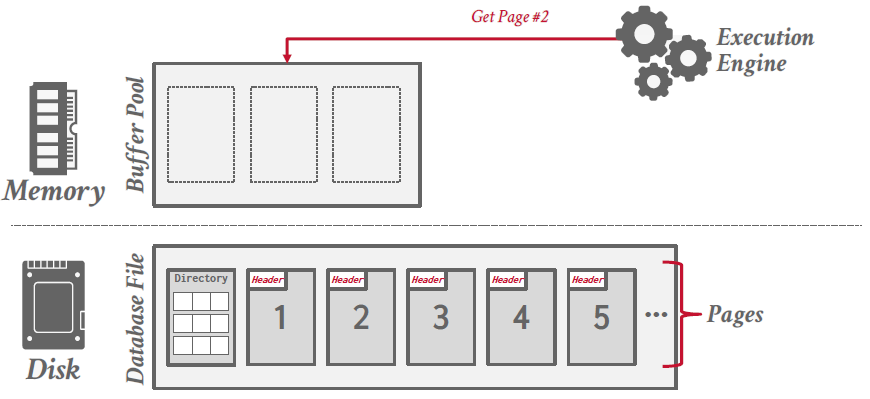 Get Page #2
Execution
Engine
Buffer Pool
Memory
Database File
Directory
Header
1
Header
2
Header
3
Header
4
Header
5
...
Pages
Disk